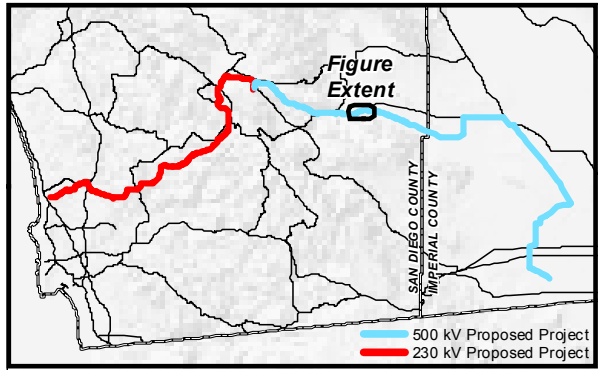 Figure
Extent
SAN DIEGO COUNTY
IMPERIAL COUNTY
500 kV Proposed Project
230 kV Proposed Project